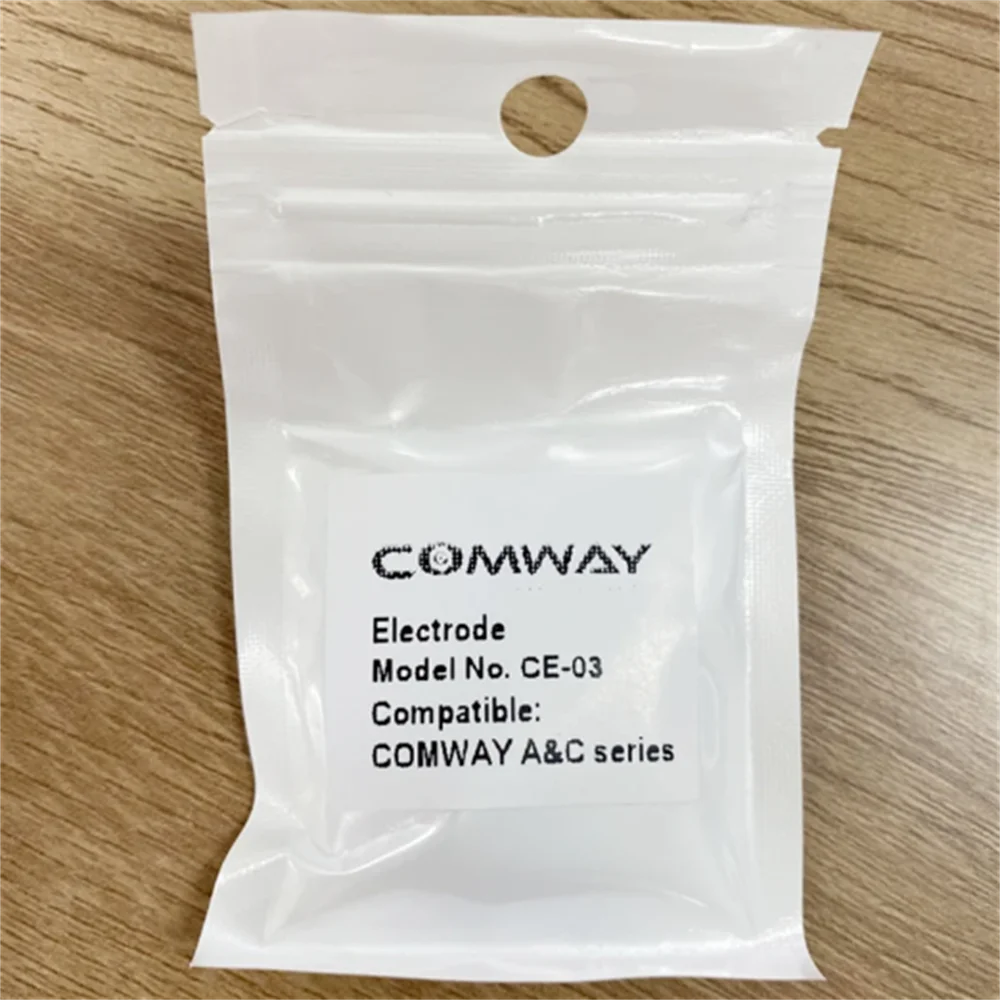 COMWAY
Electrode
Model No. CE-03
Compatible:
COMWAY A&C series